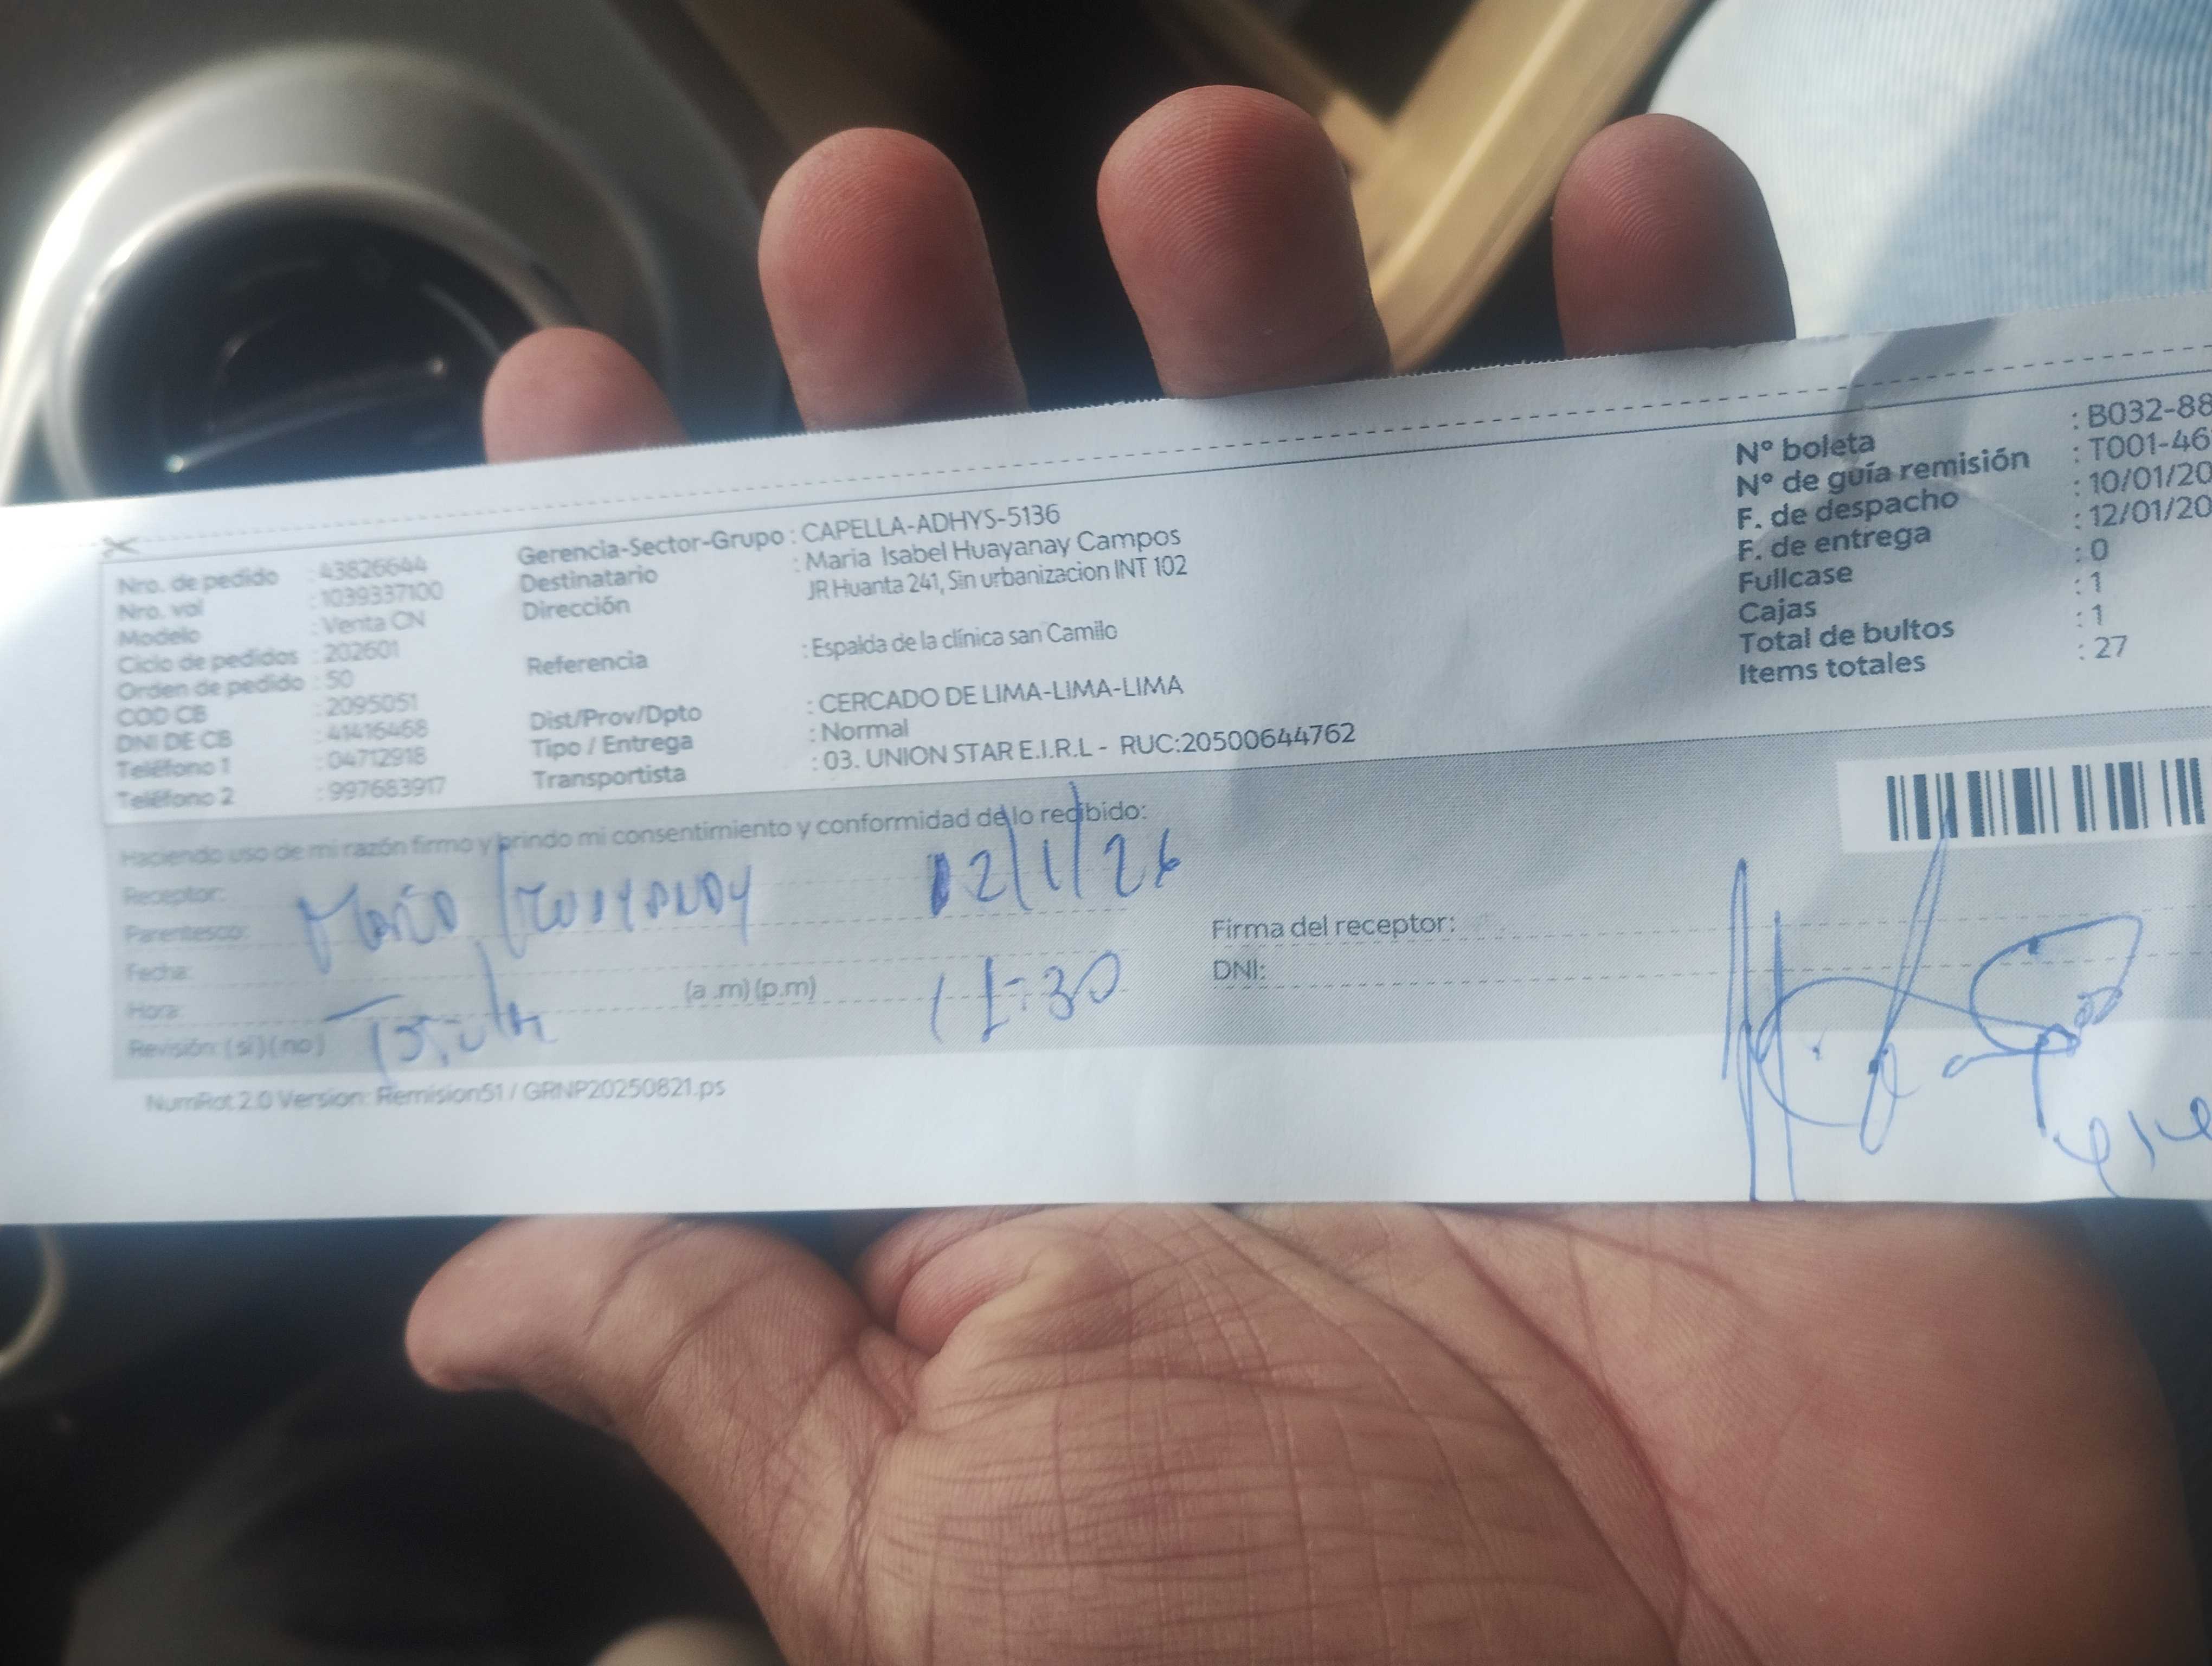 Nro. de pedido : 43826644
Nro. val : 1039337100
Modelo : Venta CN
Ciclo de pedidos : 202601
Orden de pedido : 50
COD CB : 2095051
DNI DE CB : 41416468
Teléfono 1 : 04712918
Teléfono 2 : 997683917
Gerencia-Sector-Grupo : CAPELLA-ADHYS-5136
Destinatario : Maria Isabel Huayanay Campos
Dirección JR Huanta 241, Sin urbanizacion INT 102
Referencia : Espalda de la clínica san Camilo
Dist/Prov/Dpto : CERCADO DE LIMA-LIMA-LIMA
Tipo / Entrega : Normal
Transportista : 03. UNION STAR E.I.R.L - RUC:20500644762
N° boleta : B032-88
N° de guía remisión : T001-46
F. de despacho : 10/01/20
F. de entrega : 12/01/20
Fullcase : 0
Cajas : 1
Total de bultos : 1
Items totales : 27
Haciendo uso de mi razón firmo y brindo mi consentimiento y conformidad de lo recibido:
Receptor:
Parentesco: María Huayanay 12/1/26
Fecha:
Hora: (a.m) (p.m) 11:30
Revisión: (si) (no) Titular
Firma del receptor:
DNI:
NumRot 2.0 Version: Remision51 / GRNP20250821.ps